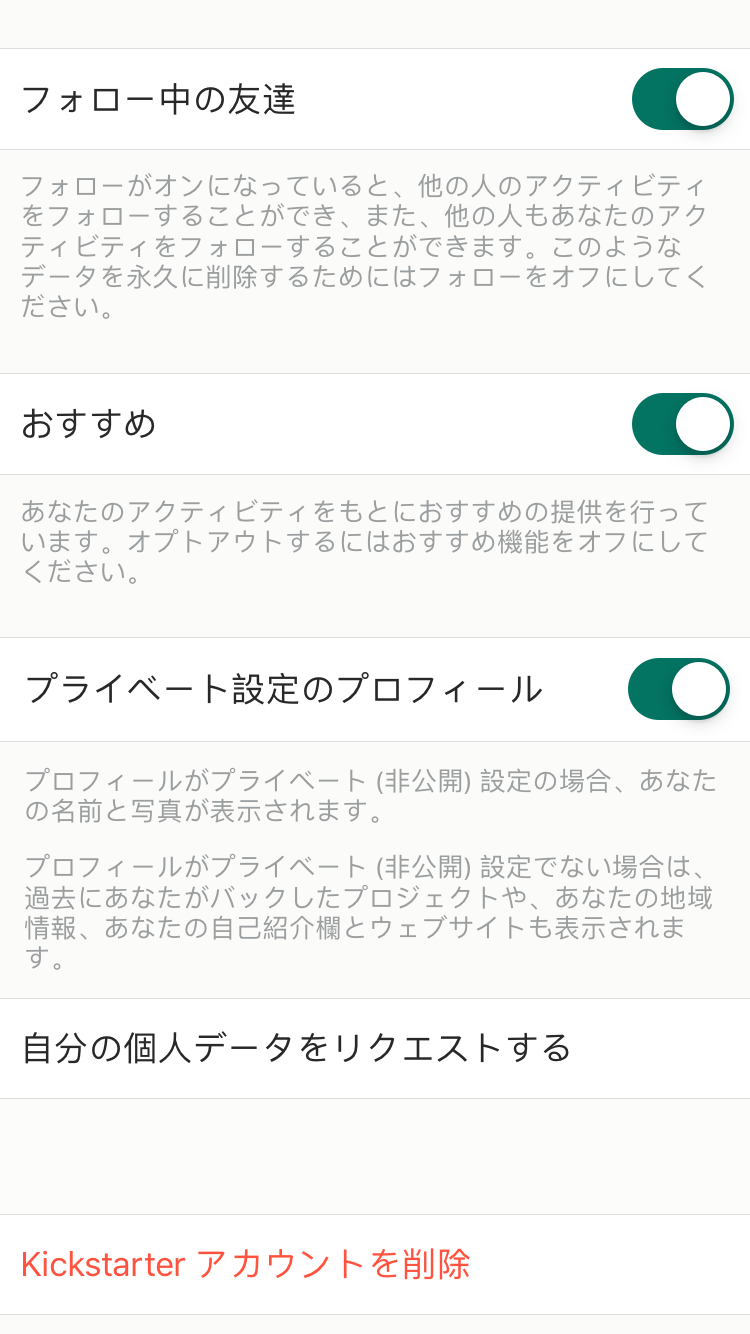 フォロー中の友達
フォローがオンになっていると、他の人のアクティビティ
をフォローすることができ、また、他の人もあなたのアク
ティビティをフォローすることができます。このような
データを永久に削除するためにはフォローをオフにしてく
ださい。
おすすめ
あなたのアクティビティをもとにおすすめの提供を行って
います。オプトアウトするにはおすすめ機能をオフにして
ください。
プライベート設定のプロフィール
プロフィールがプライベート (非公開) 設定の場合、あなた
の名前と写真が表示されます。
プロフィールがプライベート (非公開) 設定でない場合は、
過去にあなたがバックしたプロジェクトや、あなたの地域
情報、あなたの自己紹介欄とウェブサイトも表示されま
す。
自分の個人データをリクエストする
Kickstarter アカウントを削除